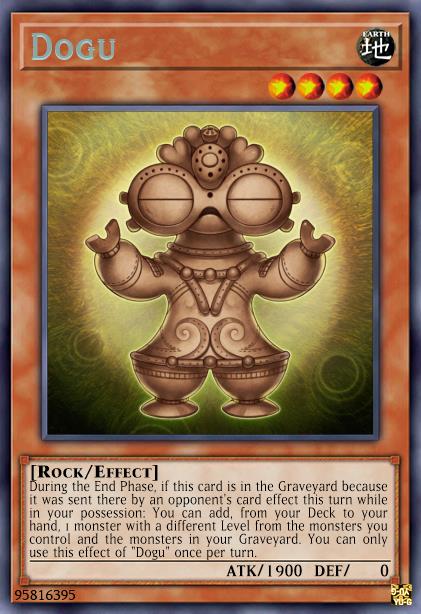 Dogu
EARTH
地
[Rock/Effect]
During the End Phase, if this card is in the Graveyard because
it was sent there by an opponent's card effect this turn while
in your possession: You can add, from your Deck to your
hand, 1 monster with a different Level from the monsters you
control and the monsters in your Graveyard. You can only
use this effect of "Dogu" once per turn.
ATK/1900 DEF/ 0
95816395